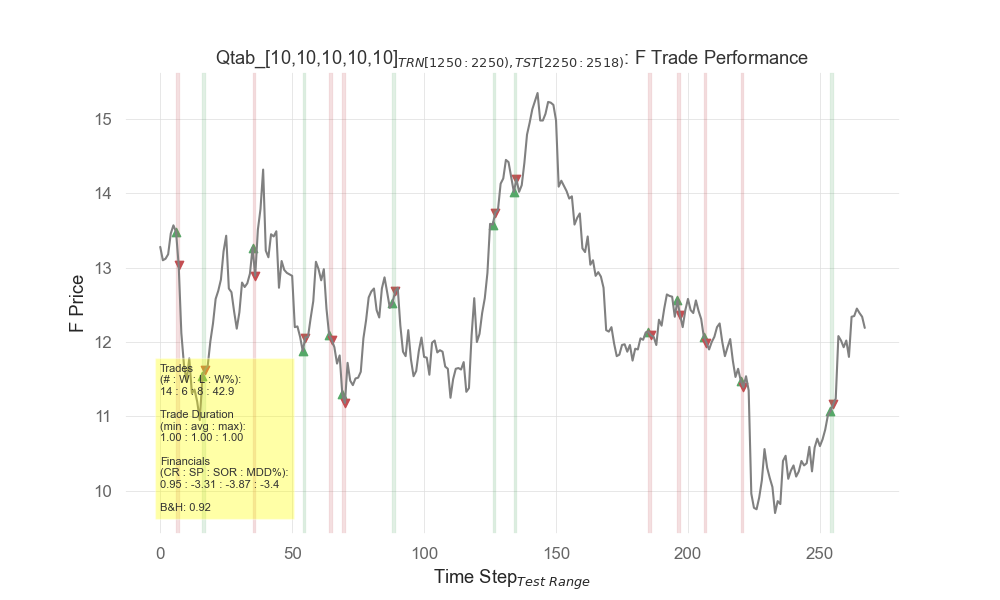 Qtab_[10,10,10,10,10]TRN[1250:2250),TST[2250:2518): F Trade Performance
15
14
13
12
11
10
F Price
Trades
(# : W : L : W%):
14 : 6 : 8 : 42.9
Trade Duration
(min : avg : max):
1.00 : 1.00 : 1.00
Financials
(CR : SP : SOR : MDD%):
0.95 : -3.31 : -3.87 : -3.4
B&H: 0.92
0 50 100 150 200 250
Time StepTest Range